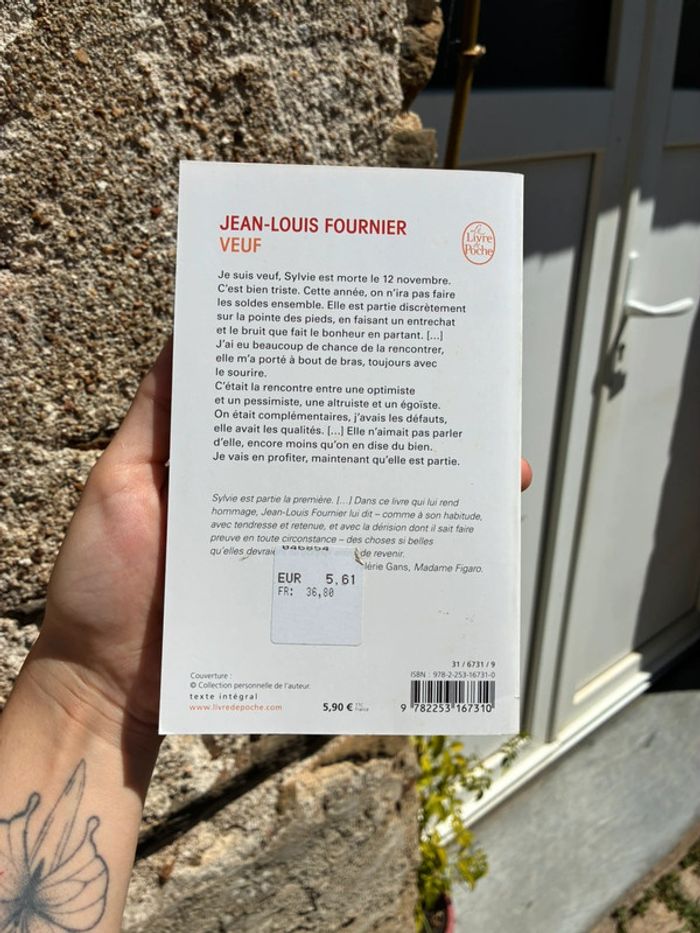 JEAN-LOUIS FOURNIER
VEUF
Le
Livre
de
Poche
Je suis veuf, Sylvie est morte le 12 novembre.
C'est bien triste. Cette année, on n'ira pas faire
les soldes ensemble. Elle est partie discrètement
sur la pointe des pieds, en faisant un entrechat
et le bruit que fait le bonheur en partant. [...]
J'ai eu beaucoup de chance de la rencontrer,
elle m'a porté à bout de bras, toujours avec
le sourire.
C'était la rencontre entre une optimiste
et un pessimiste, une altruiste et un égoïste.
On était complémentaires, j'avais les défauts,
elle avait les qualités. [...] Elle n'aimait pas parler
d'elle, encore moins qu'on en dise du bien.
Je vais en profiter, maintenant qu'elle est partie.
Sylvie est partie la première. [...] Dans ce livre qui lui rend
hommage, Jean-Louis Fournier lui dit – comme à son habitude,
avec tendresse et retenue, et avec la dérision dont il sait faire
preuve en toute circonstance – des choses si belles
qu'elles devraie de revenir.
lérie Gans, Madame Figaro.
EUR 5,61
FR: 36,80
31 / 6731 / 9
ISBN : 978-2-253-16731-0
Couverture :
© Collection personnelle de l'auteur.
texte intégral
www.livredepoche.com
5,90 € TTC
France
9 782253 167310